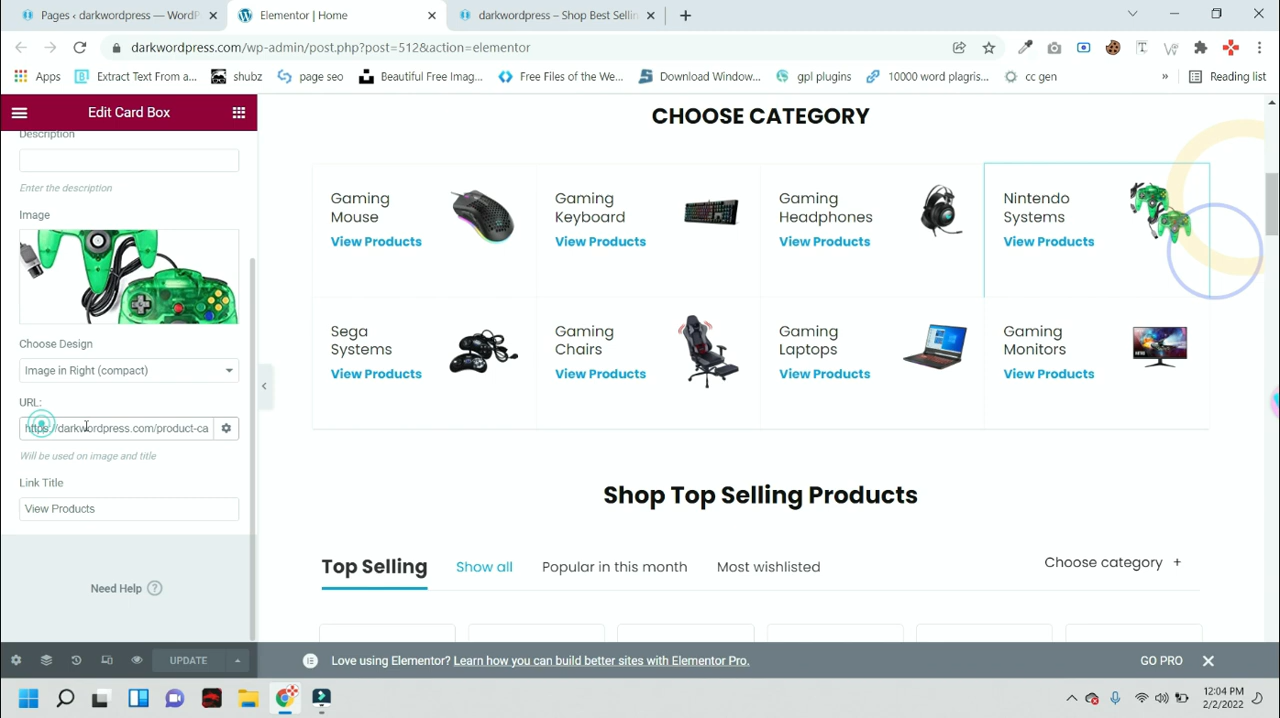 Pages ‹ darkwordpress — WordP
Elementor | Home
darkwordpress – Shop Best Sellin
darkwordpress.com/wp-admin/post.php?post=512&action=elementor
Apps
Extract Text From a...
shubz
page seo
Beautiful Free Imag...
Free Files of the We...
Download Window...
gpl plugins
10000 word plagris...
cc gen
»
Reading list
Edit Card Box
Description
Enter the description
Image
Choose Design
Image in Right (compact)
URL:
https://darkwordpress.com/product-ca
Will be used on image and title
Link Title
View Products
Need Help ?
UPDATE
CHOOSE CATEGORY
Gaming
Mouse
View Products
Gaming
Keyboard
View Products
Gaming
Headphones
View Products
Nintendo
Systems
View Products
Sega
Systems
View Products
Gaming
Chairs
View Products
Gaming
Laptops
View Products
Gaming
Monitors
View Products
Shop Top Selling Products
Top Selling
Show all
Popular in this month
Most wishlisted
Choose category +
Love using Elementor? Learn how you can build better sites with Elementor Pro.
GO PRO
12:04 PM
2/2/2022